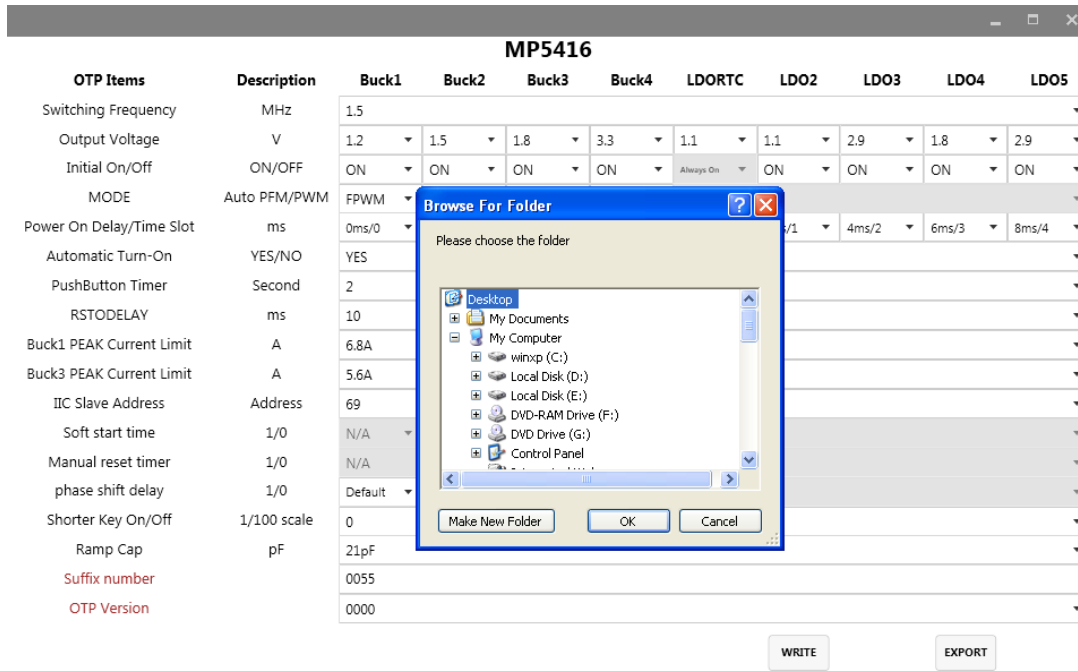 MP5416
OTP Items Description Buck1 Buck2 Buck3 Buck4 LDORTC LDO2 LDO3 LDO4 LDO5
Switching Frequency MHz 1.5
Output Voltage V 1.2 1.5 1.8 3.3 1.1 1.1 2.9 1.8 2.9
Initial On/Off ON/OFF ON ON ON ON Always On ON ON ON ON
MODE Auto PFM/PWM FPWM
Power On Delay/Time Slot ms 0ms/0 /1 4ms/2 6ms/3 8ms/4
Automatic Turn-On YES/NO YES
PushButton Timer Second 2
RSTODELAY ms 10
Buck1 PEAK Current Limit A 6.8A
Buck3 PEAK Current Limit A 5.6A
IIC Slave Address Address 69
Soft start time 1/0 N/A
Manual reset timer 1/0 N/A
phase shift delay 1/0 Default
Shorter Key On/Off 1/100 scale 0
Ramp Cap pF 21pF
Suffix number 0055
OTP Version 0000
WRITE EXPORT
Browse For Folder
Please choose the folder
Desktop
My Documents
My Computer
winxp (C:)
Local Disk (D:)
Local Disk (E:)
DVD-RAM Drive (F:)
DVD Drive (G:)
Control Panel
Make New Folder OK Cancel